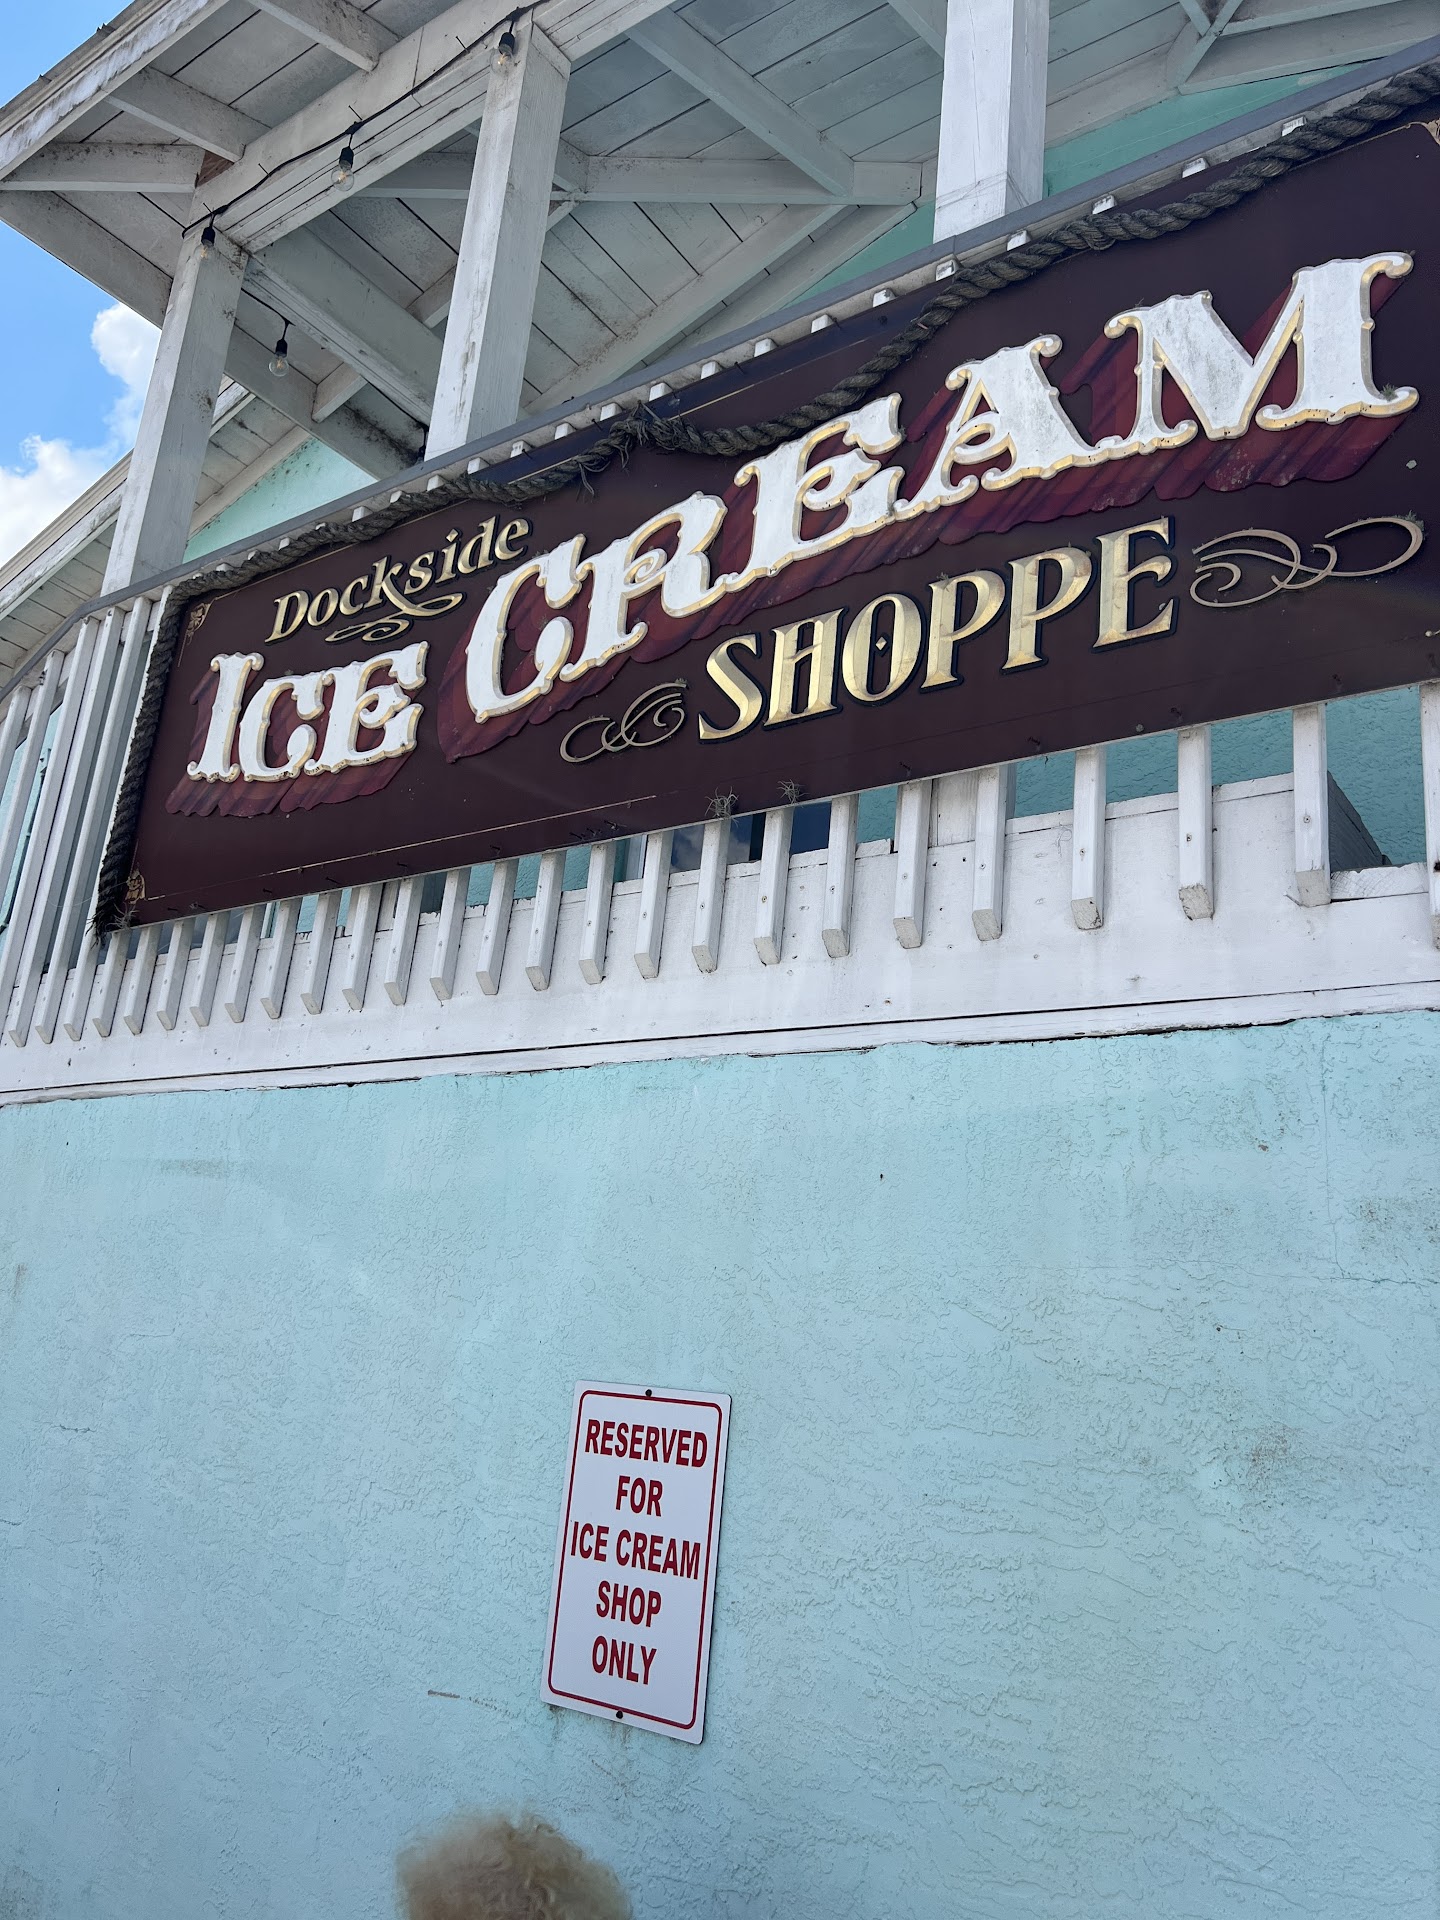 Dockside
ICE CREAM
SHOPPE
RESERVED
FOR
ICE CREAM
SHOP
ONLY